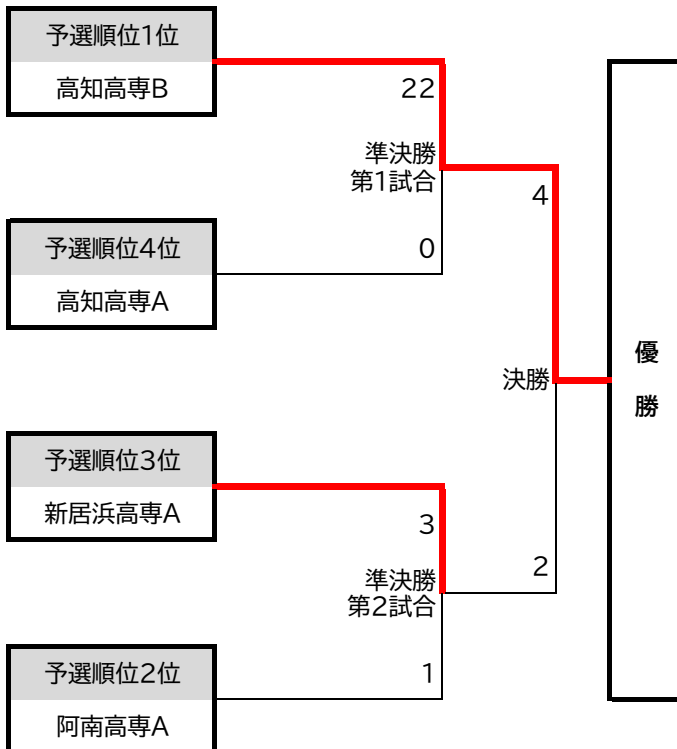 予選順位1位
高知高専B
22
準決勝
第1試合
4
予選順位4位
0
高知高専A
決勝
優
勝
予選順位3位
新居浜高専A
3
2
準決勝
第2試合
予選順位2位
1
阿南高専A